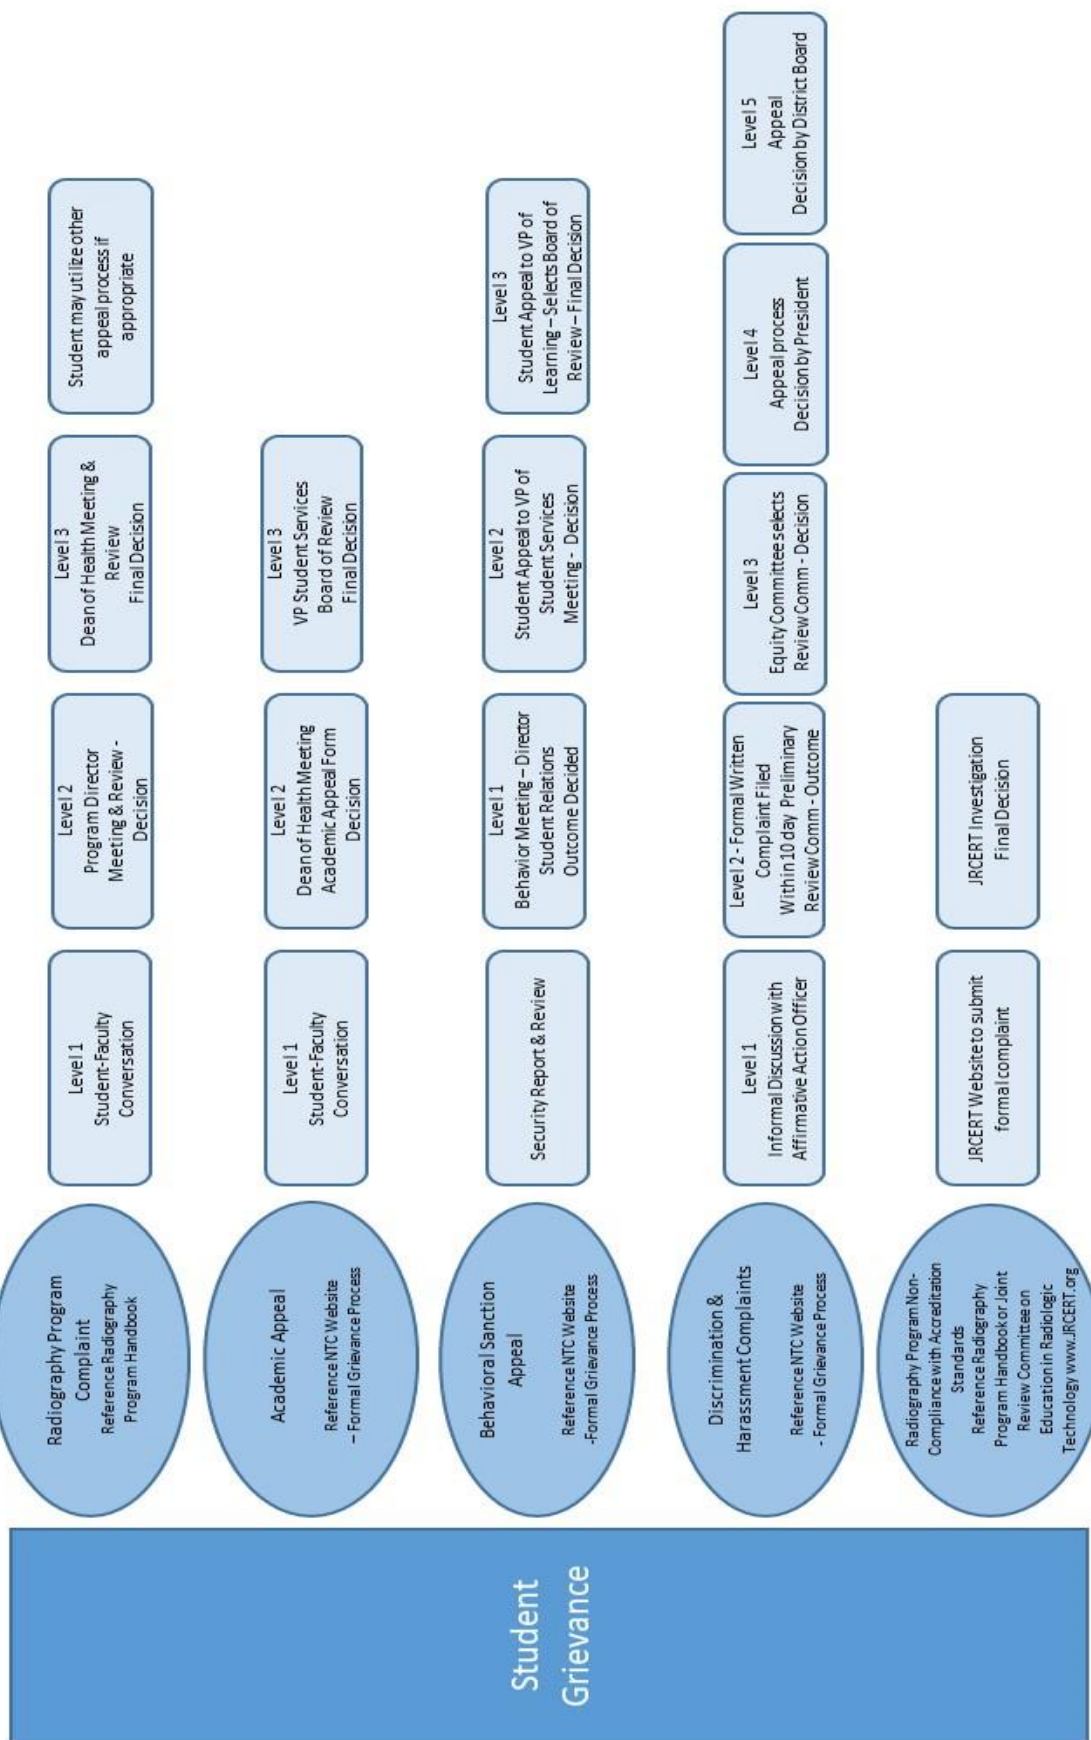 Student
Grievance
Radiography Program
Complaint
Reference Radiography
Program Handbook
Level 1
Student-Faculty
Conversation
Level 2
Program Director
Meeting & Review -
Decision
Level 3
Dean of Health Meeting &
Review
Final Decision
Student may utilize other
appeal process if
appropriate
Academic Appeal
Reference NTC Website
– Formal Grievance Process
Level 1
Student-Faculty
Conversation
Level 2
Dean of Health Meeting
Academic Appeal Form
Decision
Level 3
VP Student Services
Board of Review
Final Decision
Behavioral Sanction
Appeal
Reference NTC Website
-Formal Grievance Process
Security Report & Review
Level 1
Behavior Meeting – Director
Student Relations
Outcome Decided
Level 2
Student Appeal to VP of
Student Services
Meeting - Decision
Level 3
Student Appeal to VP of
Learning – Selects Board of
Review – Final Decision
Discrimination &
Harassment Complaints
Reference NTC Website
- Formal Grievance Process
Level 1
Informal Discussion with
Affirmative Action Officer
Level 2 - Formal Written
Complaint Filed
Within 10 day Preliminary
Review Comm - Outcome
Level 3
Equity Committee selects
Review Comm - Decision
Level 4
Appeal process
Decision by President
Level 5
Appeal
Decision by District Board
Radiography Program Non-
Compliance with Accreditation
Standards
Reference Radiography
Program Handbook or Joint
Review Committee on
Education in Radiologic
Technology www.JRCERT.org
JRCERT Website to submit
formal complaint
JRCERT Investigation
Final Decision